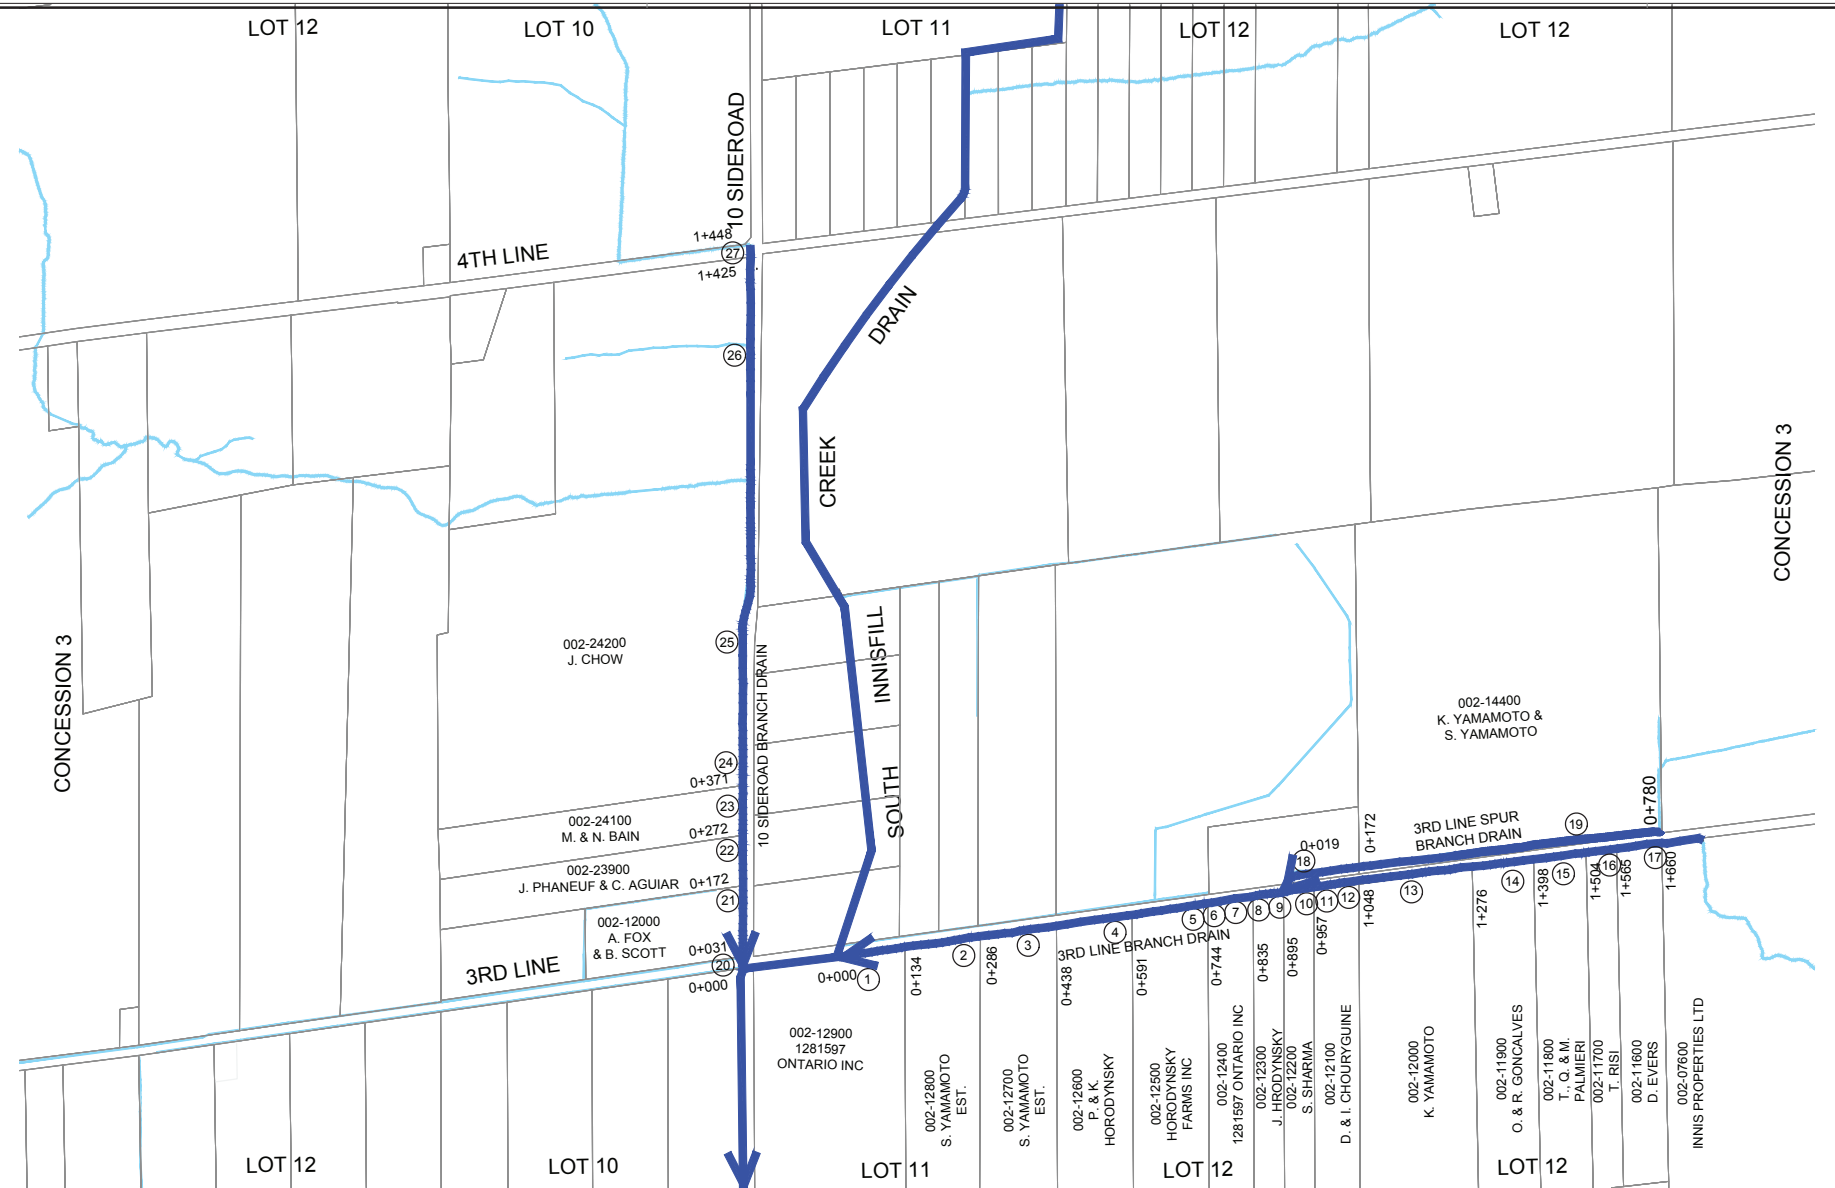 LOT 12
LOT 10
LOT 11
LOT 12
LOT 12
10 SIDEROAD
1+448
27
1+425
4TH LINE
26
DRAIN
CREEK
INNISFILL
SOUTH
CONCESSION 3
CONCESSION 3
002-24200
J. CHOW
25
10 SIDEROAD BRANCH DRAIN
24
0+371
23
002-24100
M. & N. BAIN
0+272
22
002-23900
J. PHANEUF & C. AGUIAR
0+172
21
002-12000
A. FOX
& B. SCOTT
0+031
20
0+000
3RD LINE
002-14400
K. YAMAMOTO &
S. YAMAMOTO
0+780
3RD LINE SPUR
BRANCH DRAIN
19
0+172
0+019
18
0+000
1
0+134
2
0+286
3
0+438
4
3RD LINE BRANCH DRAIN
0+591
5
6
0+744
7
8
0+835
9
0+895
10
0+957
11
12
1+048
13
1+276
14
1+398
15
1+504
16
1+565
17
1+660
002-12900
1281597
ONTARIO INC
002-12800
S. YAMAMOTO
EST.
002-12700
S. YAMAMOTO
EST.
002-12600
P. & K.
HORODYNSKY
002-12500
HORODYNSKY
FARMS INC
002-12400
1281597 ONTARIO INC
002-12300
J. HRODYNSKY
002-12200
S. SHARMA
002-12100
D. & I. CHOURYGUINE
002-12000
K. YAMAMOTO
002-11900
O. & R. GONCALVES
002-11800
T., Q. & M.
PALMIERI
002-11700
T. RISI
002-11600
D. EVERS
002-07600
INNIS PROPERTIES LTD
LOT 12
LOT 10
LOT 11
LOT 12
LOT 12